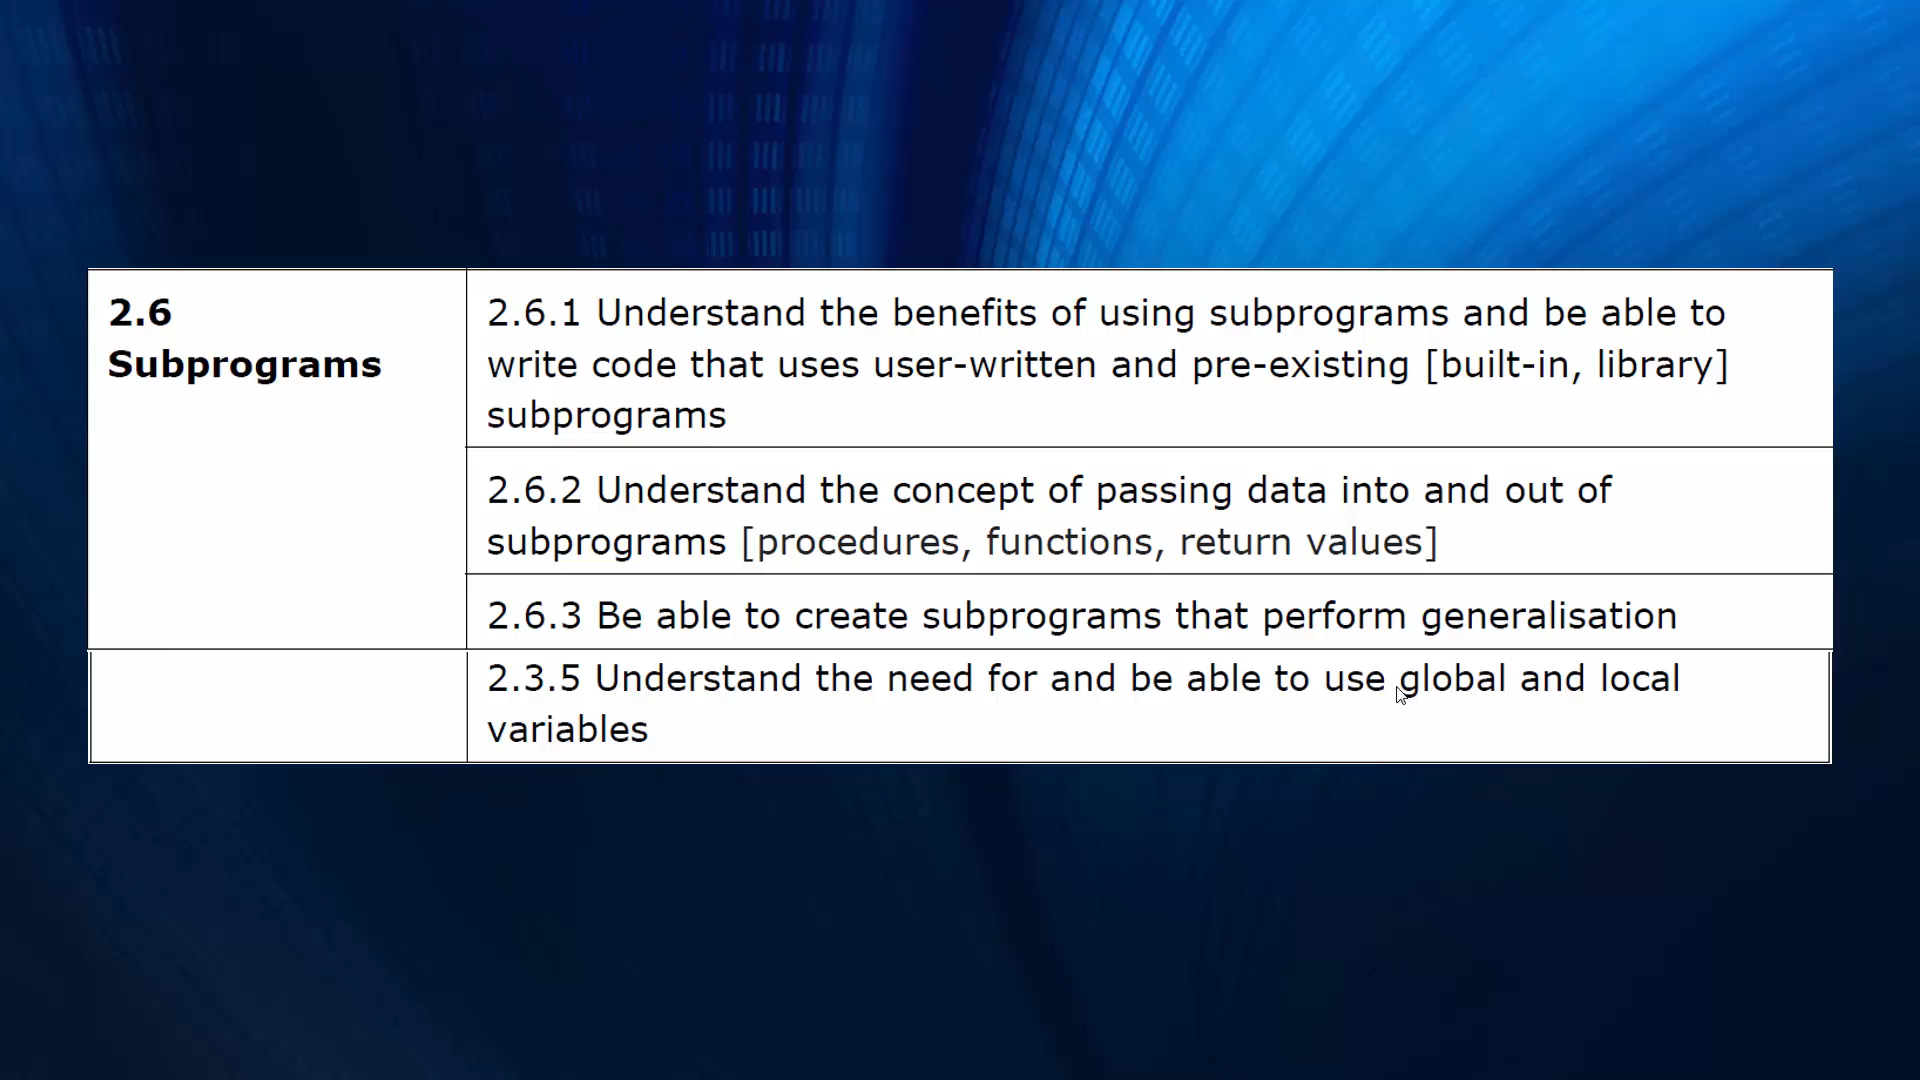 2.6
Subprograms
2.6.1 Understand the benefits of using subprograms and be able to
write code that uses user-written and pre-existing [built-in, library]
subprograms
2.6.2 Understand the concept of passing data into and out of
subprograms [procedures, functions, return values]
2.6.3 Be able to create subprograms that perform generalisation
2.3.5 Understand the need for and be able to use global and local
variables